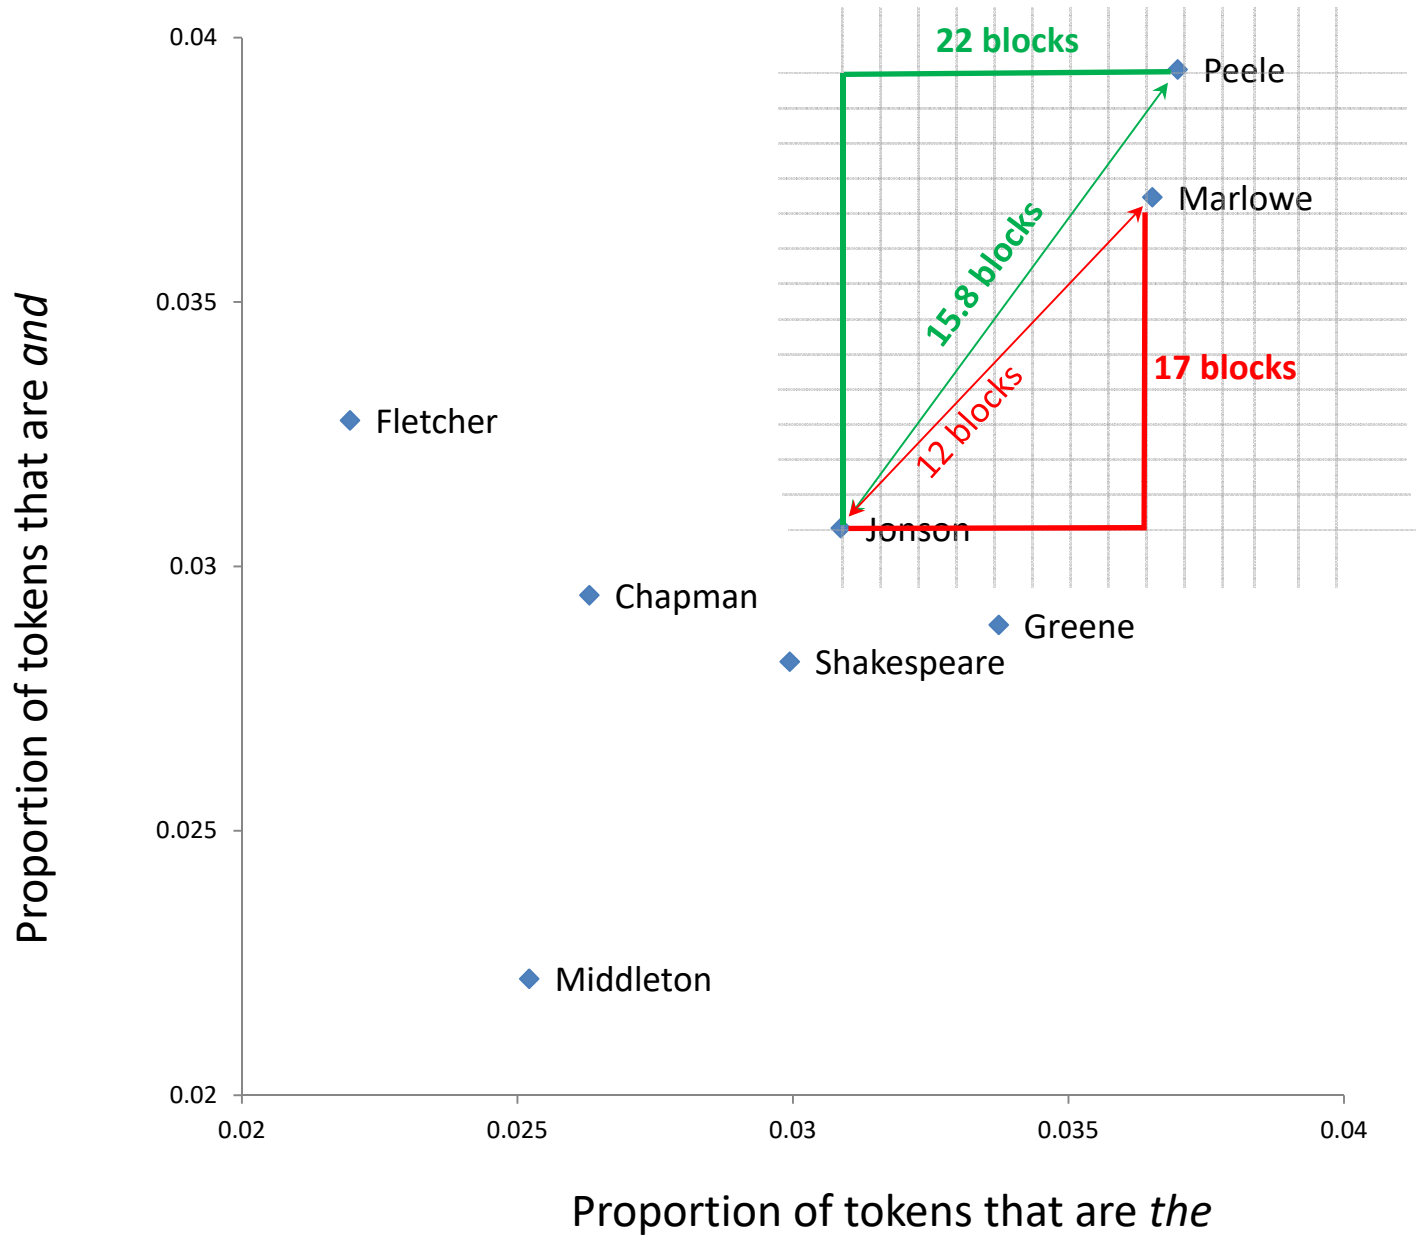 0.04
22 blocks
Peele
Marlowe
15.8 blocks
0.035
17 blocks
12 blocks
Fletcher
Jonson
0.03
Chapman
Greene
Shakespeare
0.025
Middleton
0.02
0.02 0.025 0.03 0.035 0.04
Proportion of tokens that are and
Proportion of tokens that are the